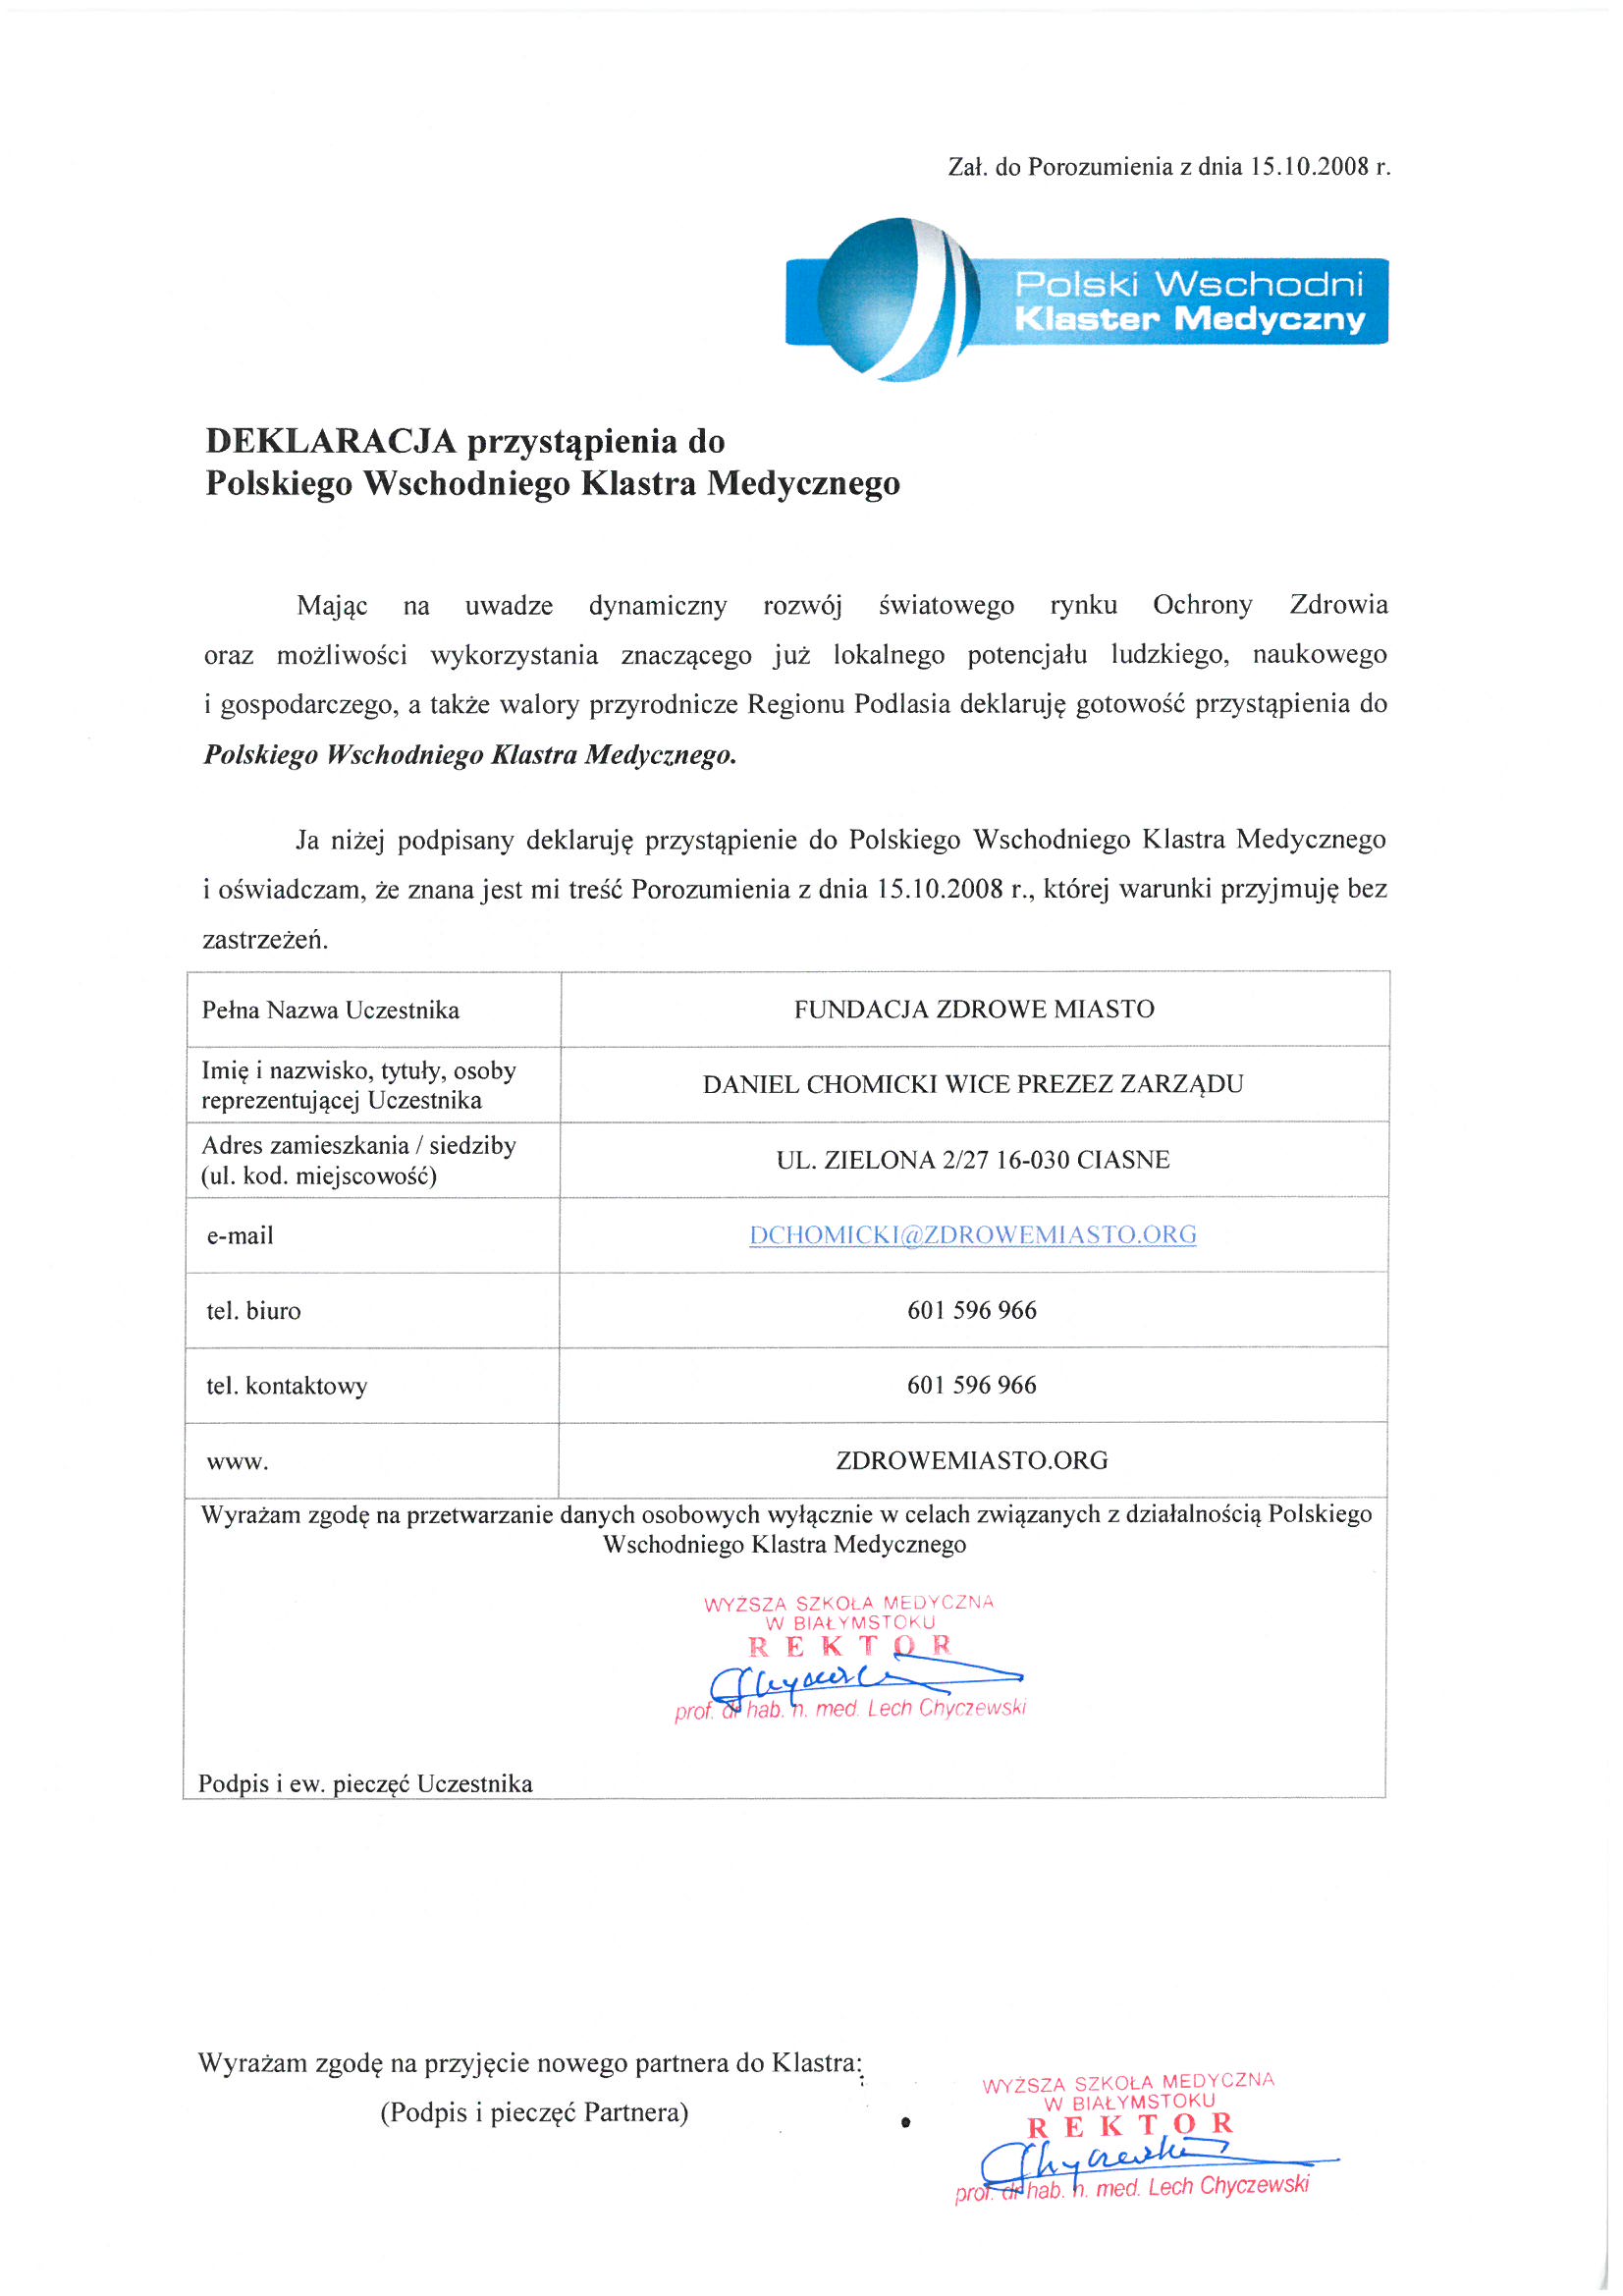 Zał. do Porozumienia z dnia 15.10.2008 r.
Polski Wschodni
Klaster Medyczny
DEKLARACJA przystąpienia do
Polskiego Wschodniego Klastra Medycznego
Mając na uwadze dynamiczny rozwój światowego rynku Ochrony Zdrowia
oraz możliwości wykorzystania znaczącego już lokalnego potencjału ludzkiego, naukowego
i gospodarczego, a także walory przyrodnicze Regionu Podlasia deklaruję gotowość przystąpienia do
Polskiego Wschodniego Klastra Medycznego.
Ja niżej podpisany deklaruję przystąpienie do Polskiego Wschodniego Klastra Medycznego
i oświadczam, że znana jest mi treść Porozumienia z dnia 15.10.2008 r., której warunki przyjmuję bez
zastrzeżeń.
Pełna Nazwa Uczestnika
FUNDACJA ZDROWE MIASTO
Imię i nazwisko, tytuły, osoby
reprezentującej Uczestnika
DANIEL CHOMICKI WICE PREZEZ ZARZĄDU
Adres zamieszkania / siedziby
(ul. kod. miejscowość)
UL. ZIELONA 2/27 16-030 CIASNE
e-mail
DCHOMICKI@ZDROWEMIASTO.ORG
tel. biuro
601 596 966
tel. kontaktowy
601 596 966
www.
ZDROWEMIASTO.ORG
Wyrażam zgodę na przetwarzanie danych osobowych wyłącznie w celach związanych z działalnością Polskiego
Wschodniego Klastra Medycznego
WYŻSZA SZKOŁA MEDYCZNA
W BIAŁYMSTOKU
REKTOR
prof. dr hab. n. med. Lech Chyczewski
Podpis i ew. pieczęć Uczestnika
Wyrażam zgodę na przyjęcie nowego partnera do Klastra:
(Podpis i pieczęć Partnera)
WYŻSZA SZKOŁA MEDYCZNA
W BIAŁYMSTOKU
REKTOR
prof. dr hab. n. med. Lech Chyczewski